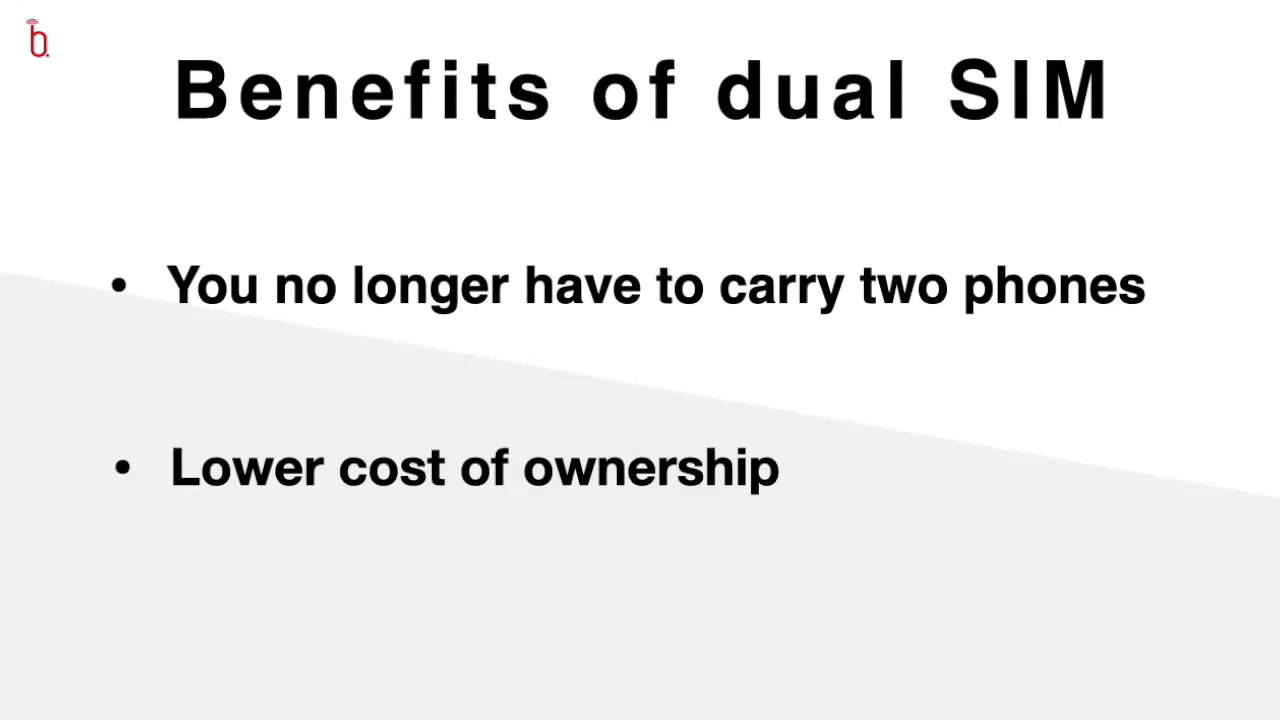 b.
Benefits of dual SIM
• You no longer have to carry two phones
• Lower cost of ownership